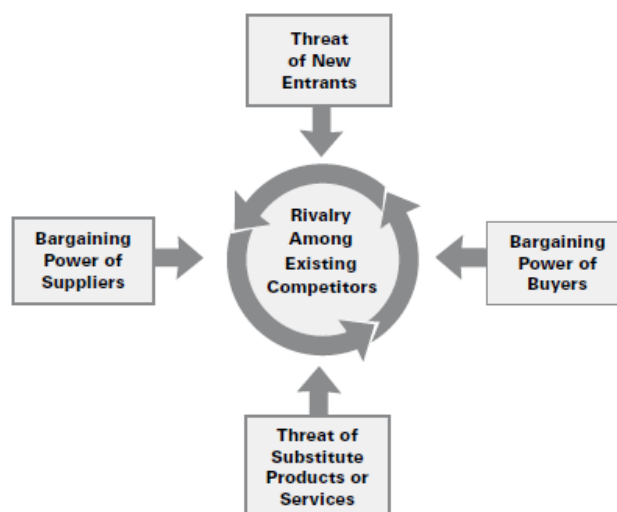 Threat
of New
Entrants
Rivalry
Among
Existing
Competitors
Bargaining
Power of
Suppliers
Bargaining
Power of
Buyers
Threat of
Substitute
Products or
Services